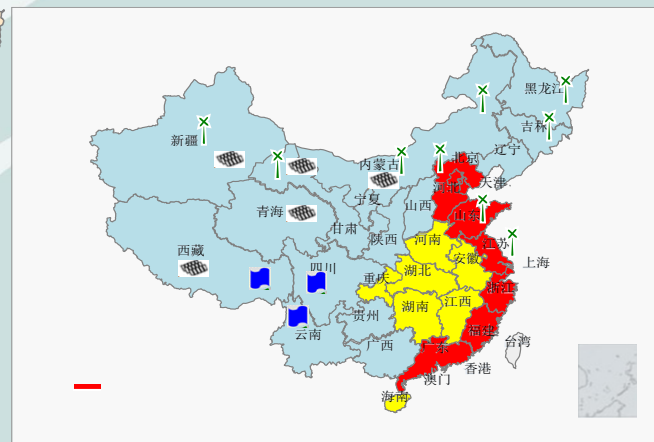 黑龙江
吉林
辽宁
新疆
内蒙古
北京
天津
河北
宁夏
山西
山东
青海
甘肃
陕西
河南
江苏
西藏
四川
重庆
湖北
安徽
上海
浙江
湖南
江西
贵州
云南
福建
广西
广东
台湾
香港
澳门
海南